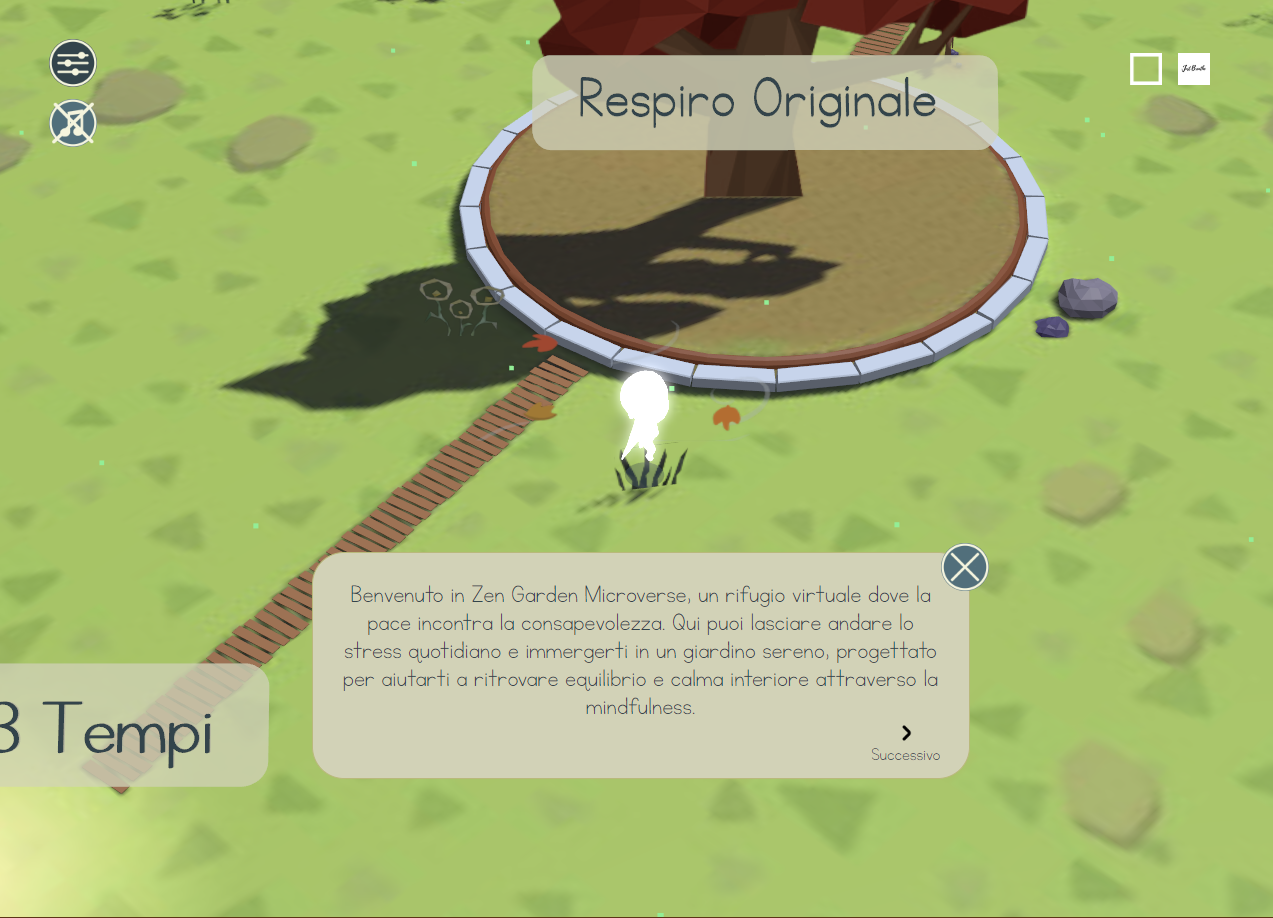 Respiro Originale
Just Breathe
Benvenuto in Zen Garden Microverse, un rifugio virtuale dove la
pace incontra la consapevolezza. Qui puoi lasciare andare lo
stress quotidiano e immergerti in un giardino sereno, progettato
per aiutarti a ritrovare equilibrio e calma interiore attraverso la
mindfulness.
Successivo
3 Tempi